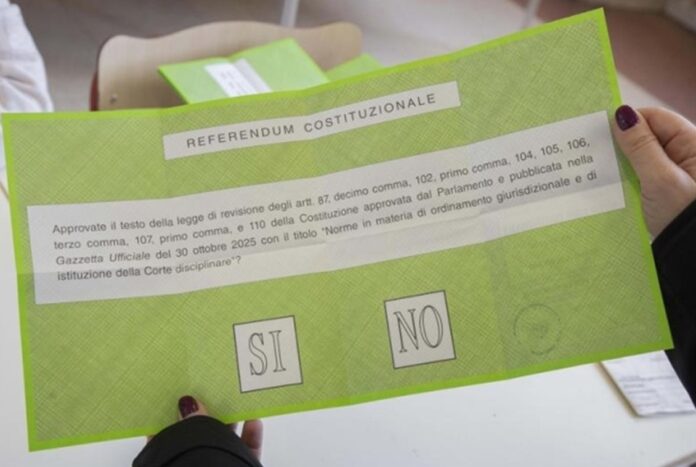 REFERENDUM COSTITUZIONALE
Approvate il testo della legge di revisione degli artt. 87, decimo comma, 102, primo comma, 104, 105, 106,
terzo comma, 107, primo comma, e 110 della Costituzione approvata dal Parlamento e pubblicata nella
Gazzetta Ufficiale del 30 ottobre 2025 con il titolo "Norme in materia di ordinamento giurisdizionale e di
istituzione della Corte disciplinare"?
SI NO